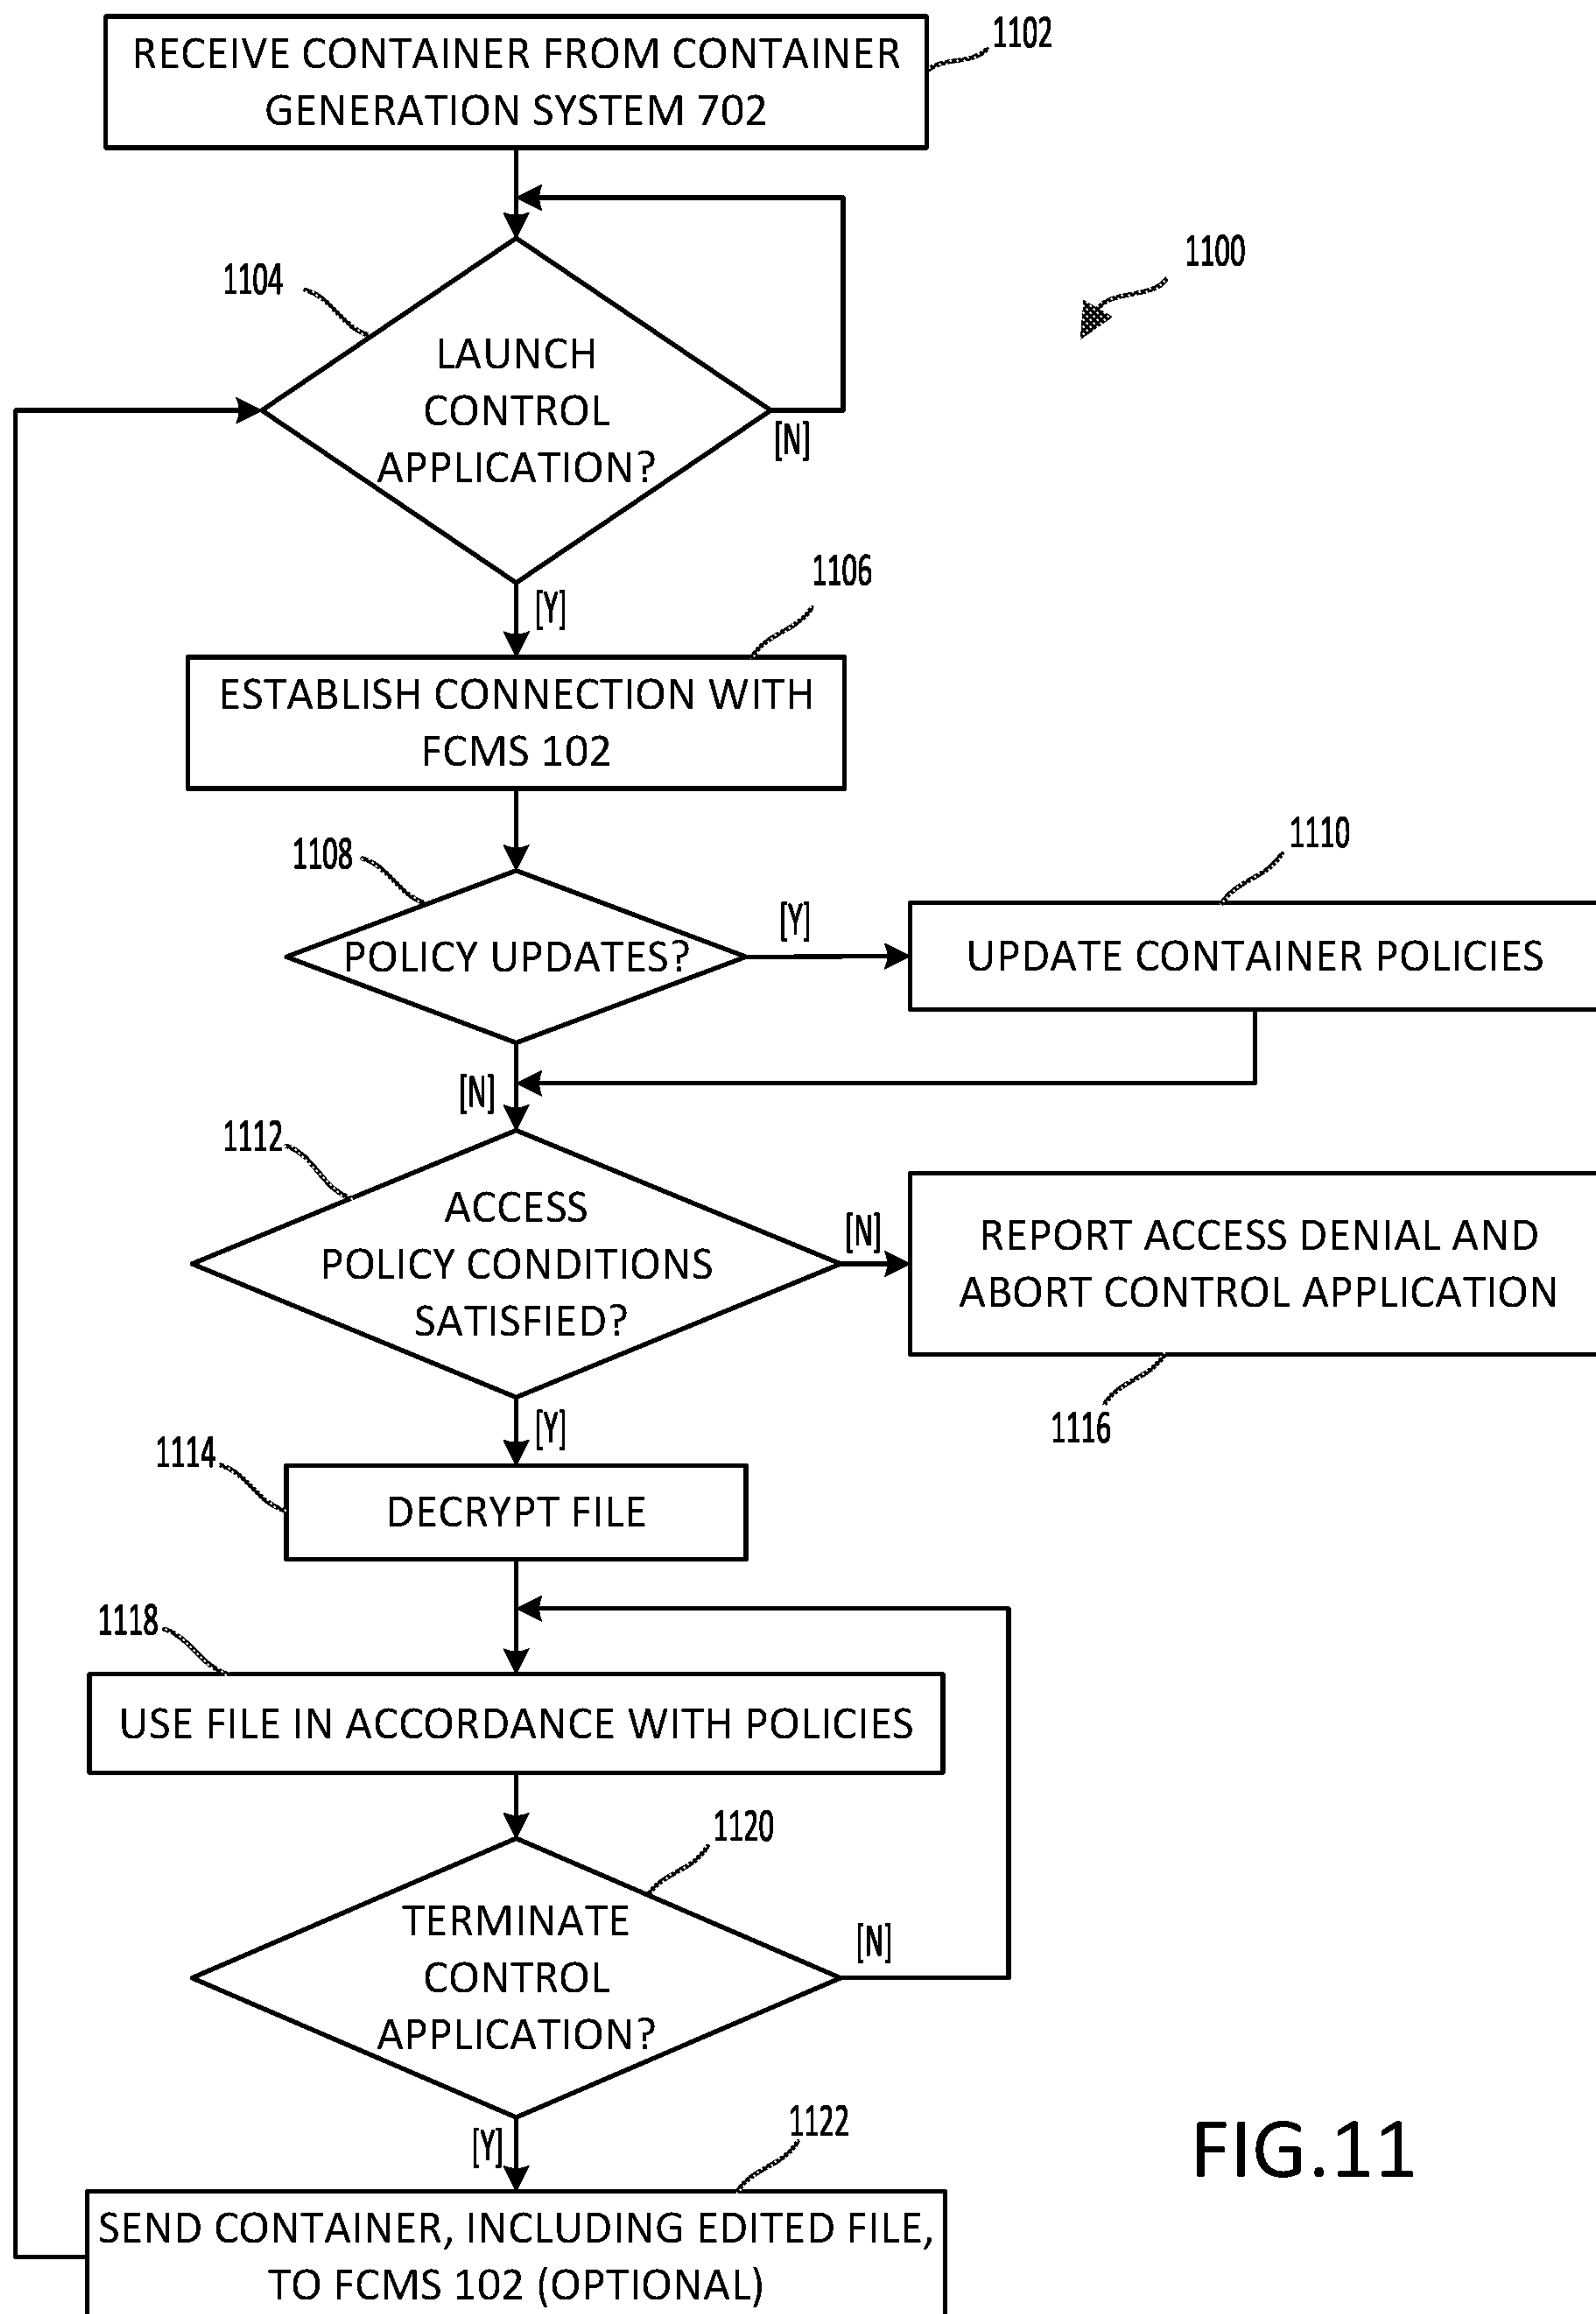 RECEIVE CONTAINER FROM CONTAINER
GENERATION SYSTEM 702
1102
1100
1104
LAUNCH
CONTROL
APPLICATION?
[N]
[Y]
1106
ESTABLISH CONNECTION WITH
FCMS 102
1108
POLICY UPDATES?
[Y]
1110
UPDATE CONTAINER POLICIES
[N]
1112
ACCESS
POLICY CONDITIONS
SATISFIED?
[N]
REPORT ACCESS DENIAL AND
ABORT CONTROL APPLICATION
1116
[Y]
1114
DECRYPT FILE
1118
USE FILE IN ACCORDANCE WITH POLICIES
1120
TERMINATE
CONTROL
APPLICATION?
[N]
[Y]
1122
SEND CONTAINER, INCLUDING EDITED FILE,
TO FCMS 102 (OPTIONAL)
FIG.11